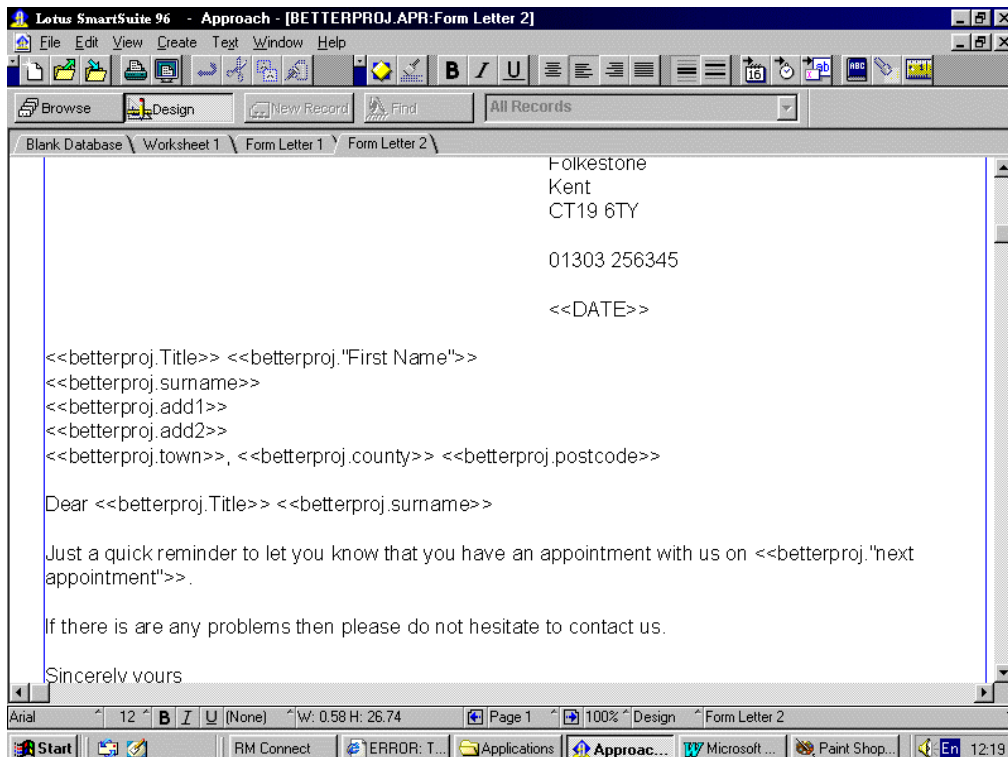 Lotus SmartSuite 96 - Approach - [BETTERPROJ.APR:Form Letter 2]
File Edit View Create Text Window Help
B I U 16 ab ABC
Browse Design New Record Find All Records
Blank Database Worksheet 1 Form Letter 1 Form Letter 2
Folkestone
Kent
CT19 6TY
01303 256345
<<DATE>>
<<betterproj.Title>> <<betterproj."First Name">>
<<betterproj.surname>>
<<betterproj.add1>>
<<betterproj.add2>>
<<betterproj.town>>, <<betterproj.county>> <<betterproj.postcode>>
Dear <<betterproj.Title>> <<betterproj.surname>>
Just a quick reminder to let you know that you have an appointment with us on <<betterproj."next
appointment">>.
If there is are any problems then please do not hesitate to contact us.
Sincerely yours
Arial 12 B I U (None) W: 0.58 H: 26.74 Page 1 100% Design Form Letter 2
Start RM Connect ERROR: T... Applications Approac... Microsoft ... Paint Shop... En 12:19